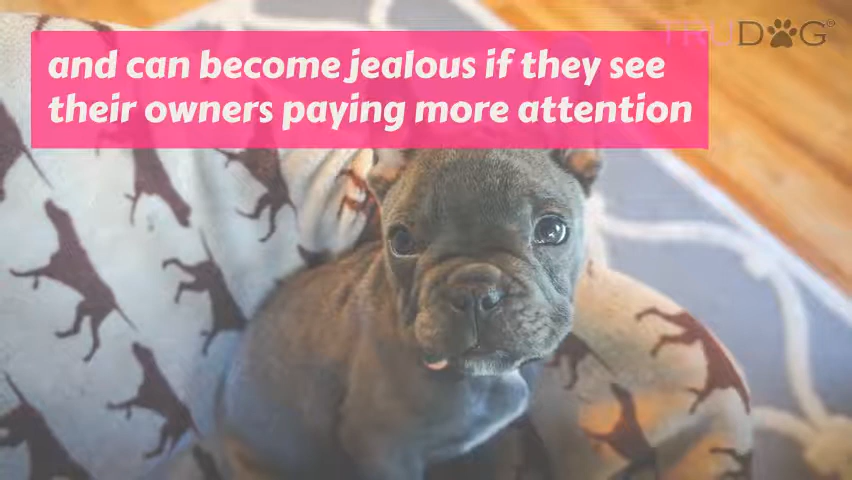 TRUDOG®
and can become jealous if they see
their owners paying more attention